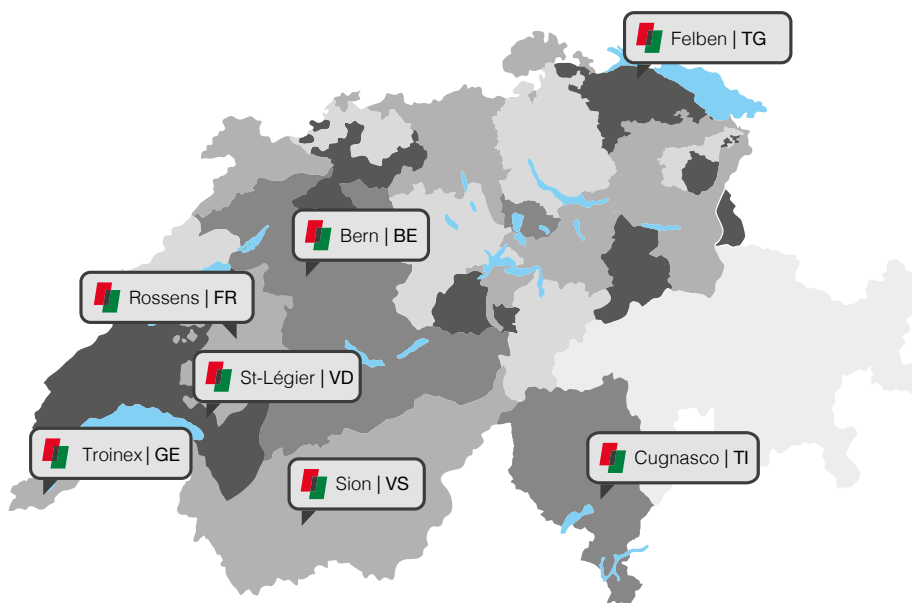 Felben | TG
Bern | BE
Rossens | FR
St-Légier | VD
Troinex | GE
Cugnasco | TI
Sion | VS